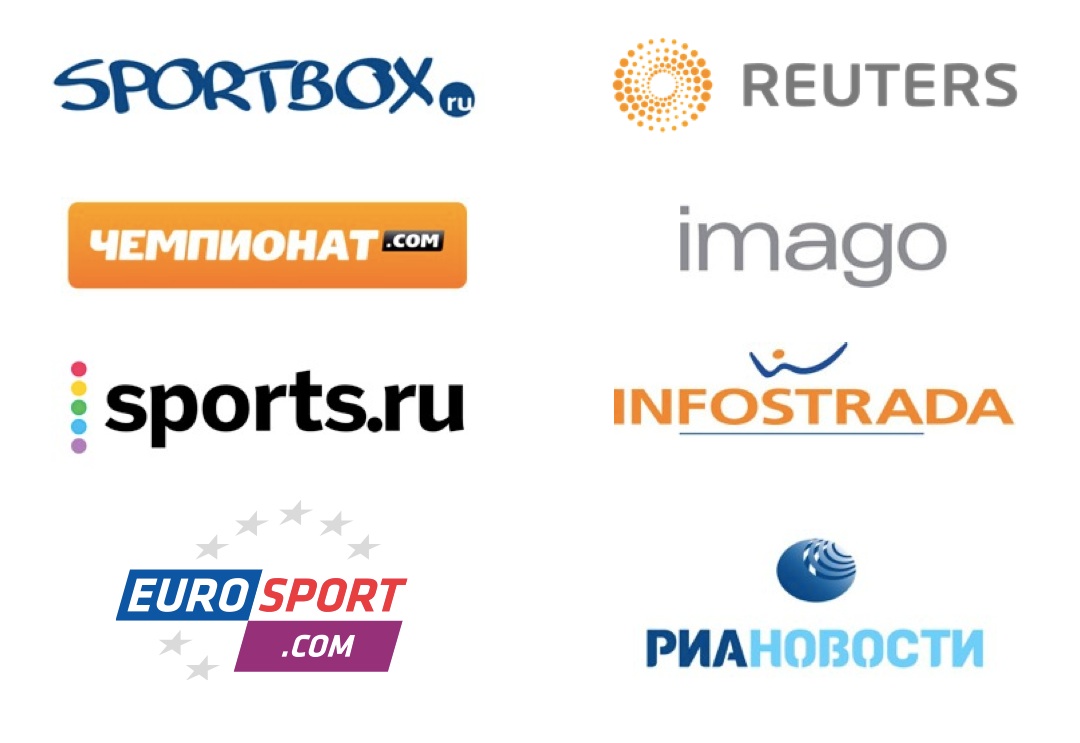 SPORTBOX.ru
REUTERS
ЧЕМПИОНАТ.COM
imago
sports.ru
INFOSTRADA
EUROSPORT
.COM
РИАНОВОСТИ